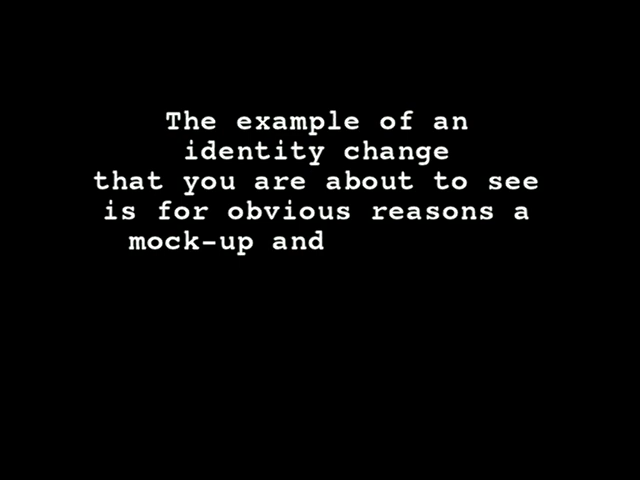 The example of an
identity change
that you are about to see
is for obvious reasons a
mock-up and